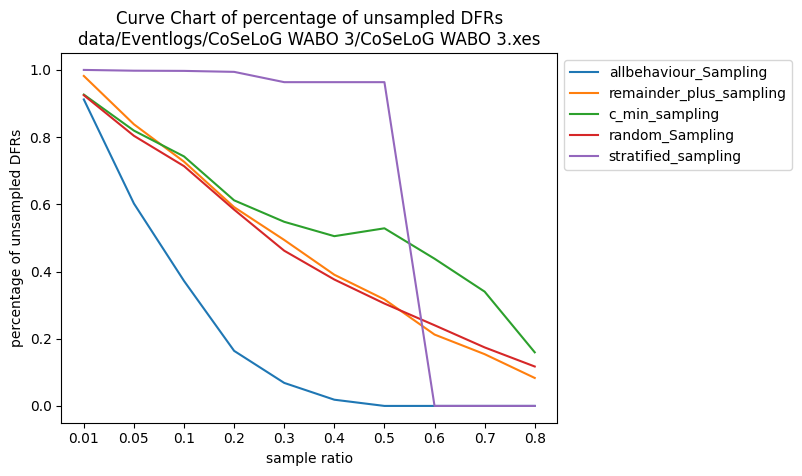 Curve Chart of percentage of unsampled DFRs
data/Eventlogs/CoSeLoG WABO 3/CoSeLoG WABO 3.xes
percentage of unsampled DFRs
1.0
0.8
0.6
0.4
0.2
0.0
0.01 0.05 0.1 0.2 0.3 0.4 0.5 0.6 0.7 0.8
sample ratio
allbehaviour_Sampling
remainder_plus_sampling
c_min_sampling
random_Sampling
stratified_sampling